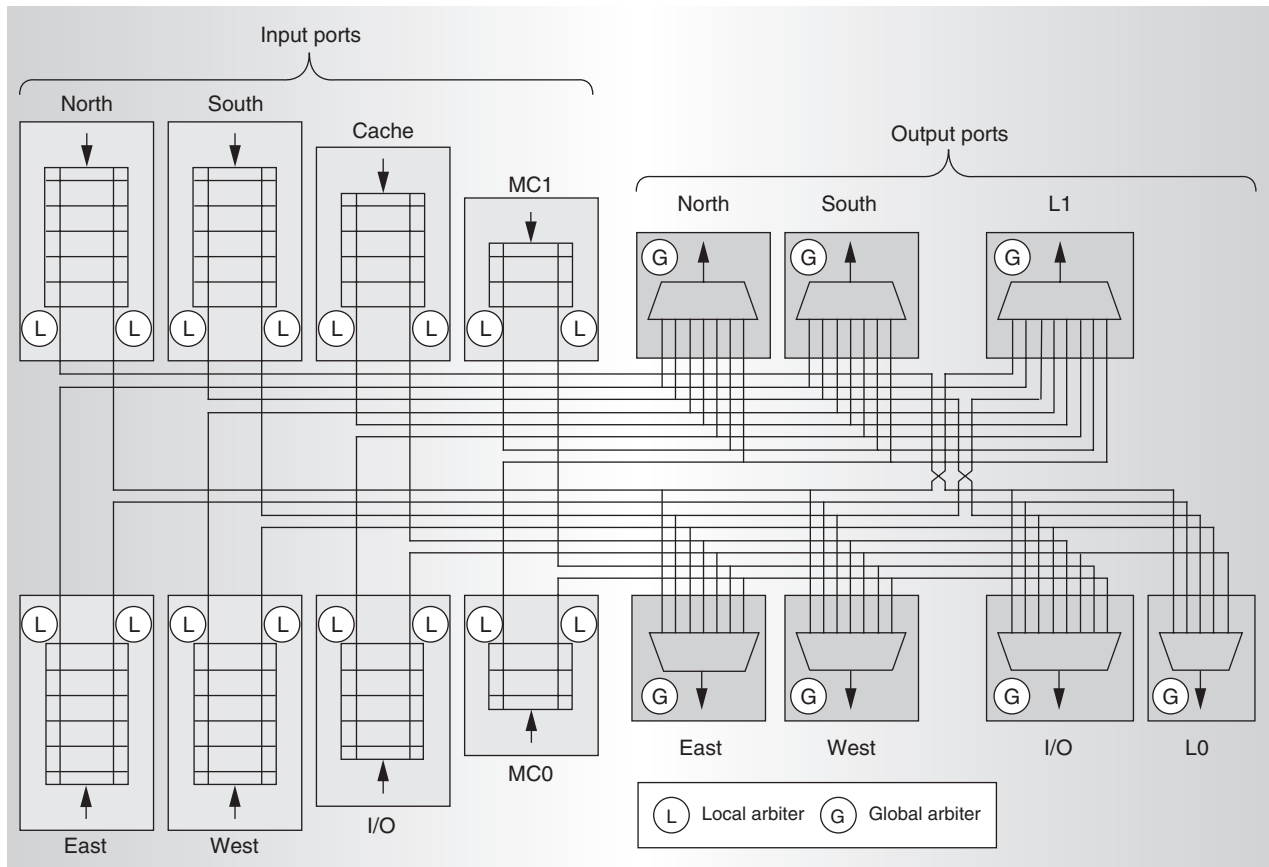 Input ports
North South
Cache
MC1
L L L L L L L L
Output ports
North South L1
G G G
L L L L L L L L
G G G G
East West I/O L0
MC0
I/O
East West
L Local arbiter G Global arbiter